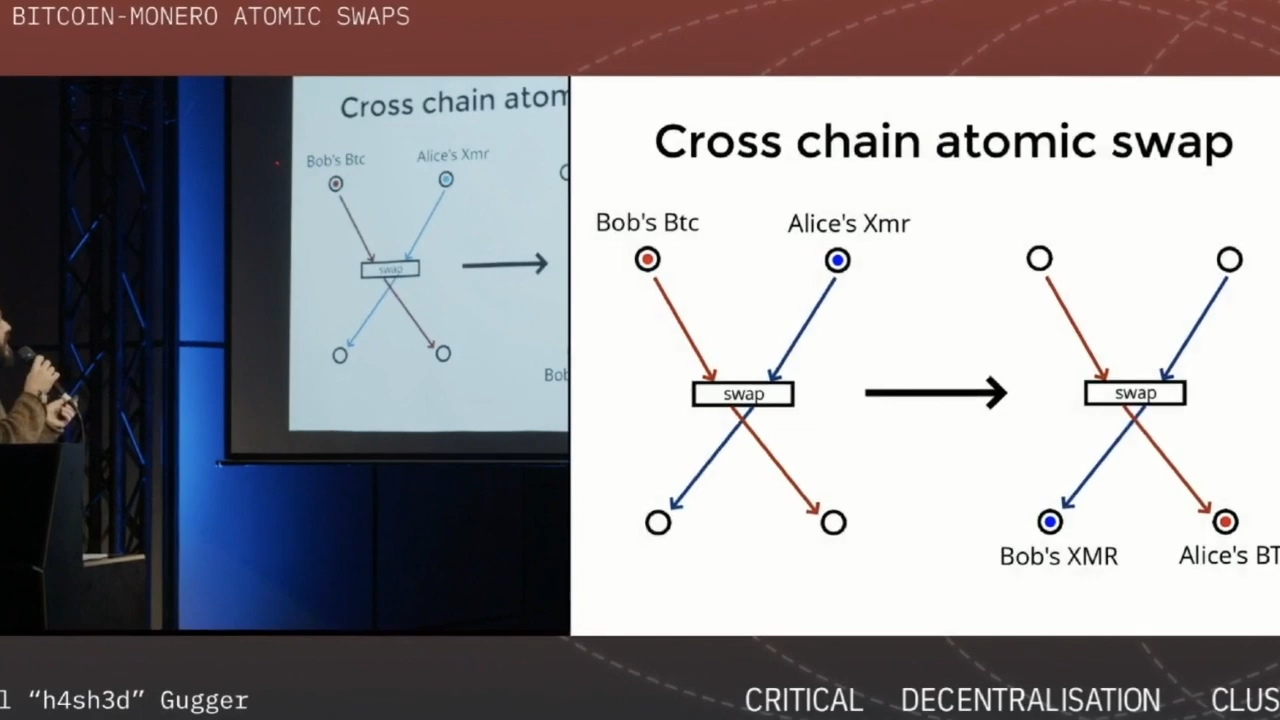 BITCOIN-MONERO ATOMIC SWAPS
Cross chain atom
Bob's Btc Alice's Xmr
swap
Bob
Cross chain atomic swap
Bob's Btc Alice's Xmr
swap swap
Bob's XMR Alice's BT
l “h4sh3d” Gugger
CRITICAL DECENTRALISATION CLUS